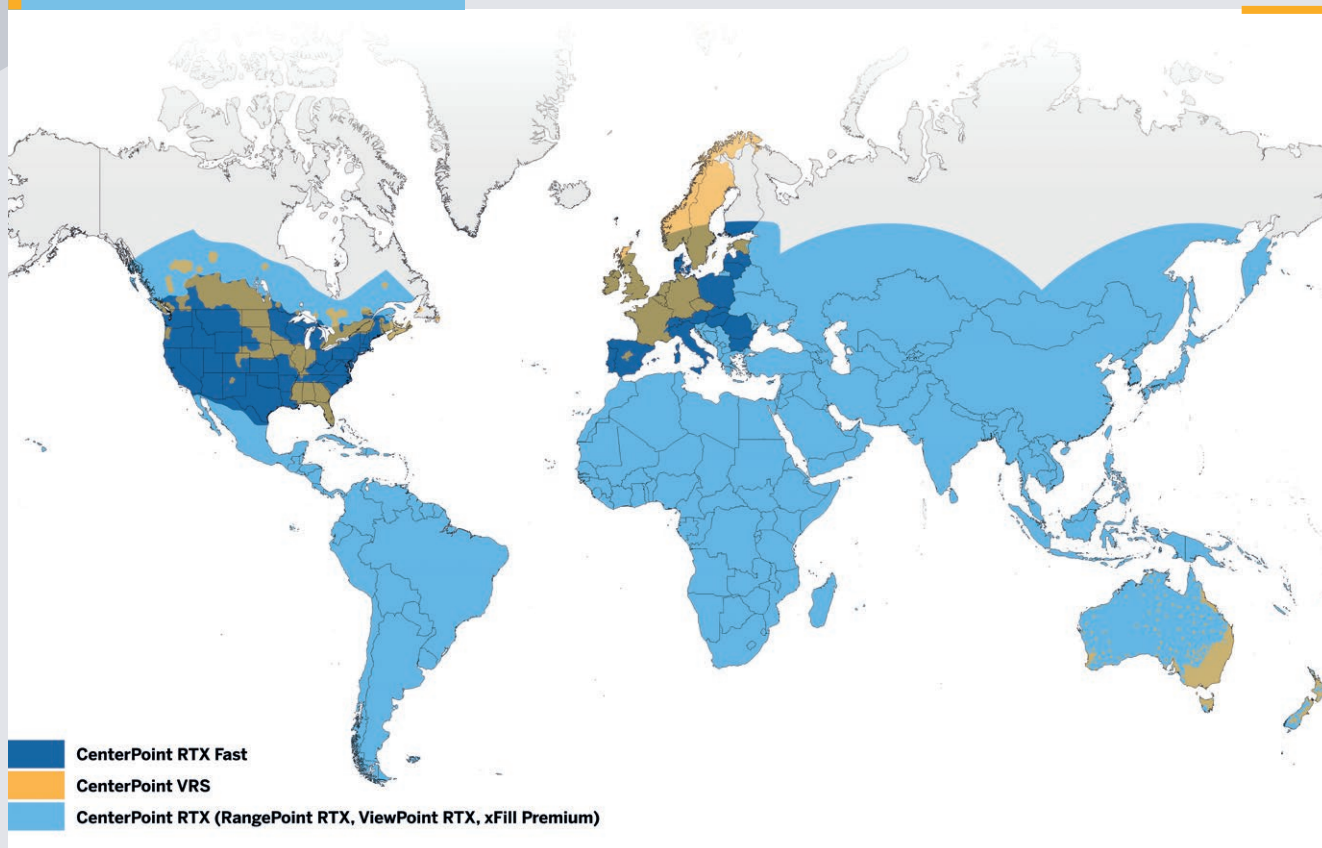 CenterPoint RTX Fast
CenterPoint VRS
CenterPoint RTX (RangePoint RTX, ViewPoint RTX, xFill Premium)